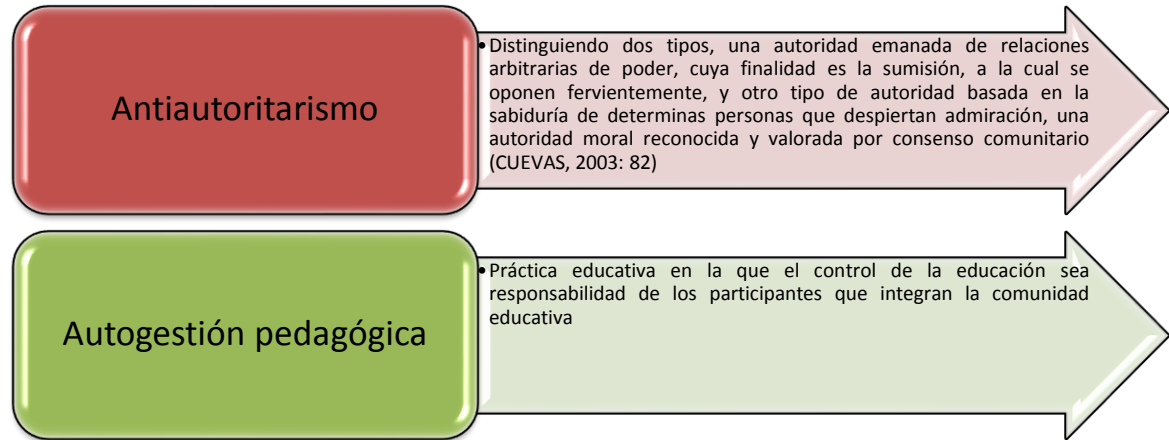 Antiautoritarismo
•Distinguiendo dos tipos, una autoridad emanada de relaciones
arbitrarias de poder, cuya finalidad es la sumisión, a la cual se
oponen fervientemente, y otro tipo de autoridad basada en la
sabiduría de determinas personas que despiertan admiración, una
autoridad moral reconocida y valorada por consenso comunitario
(CUEVAS, 2003: 82)
Autogestión pedagógica
•Práctica educativa en la que el control de la educación sea
responsabilidad de los participantes que integran la comunidad
educativa